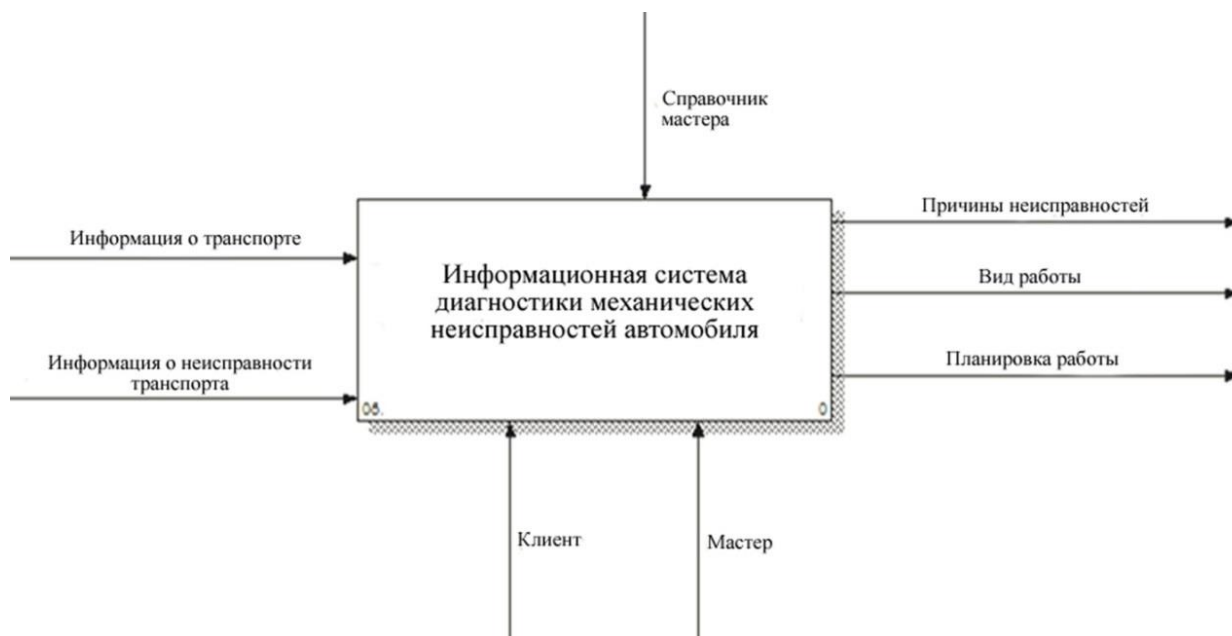 Справочник
мастера
Информация о транспорте
Информация о неисправности
транспорта
Информационная система
диагностики механических
неисправностей автомобиля
0
Причины неисправностей
Вид работы
Планировка работы
Клиент
Мастер